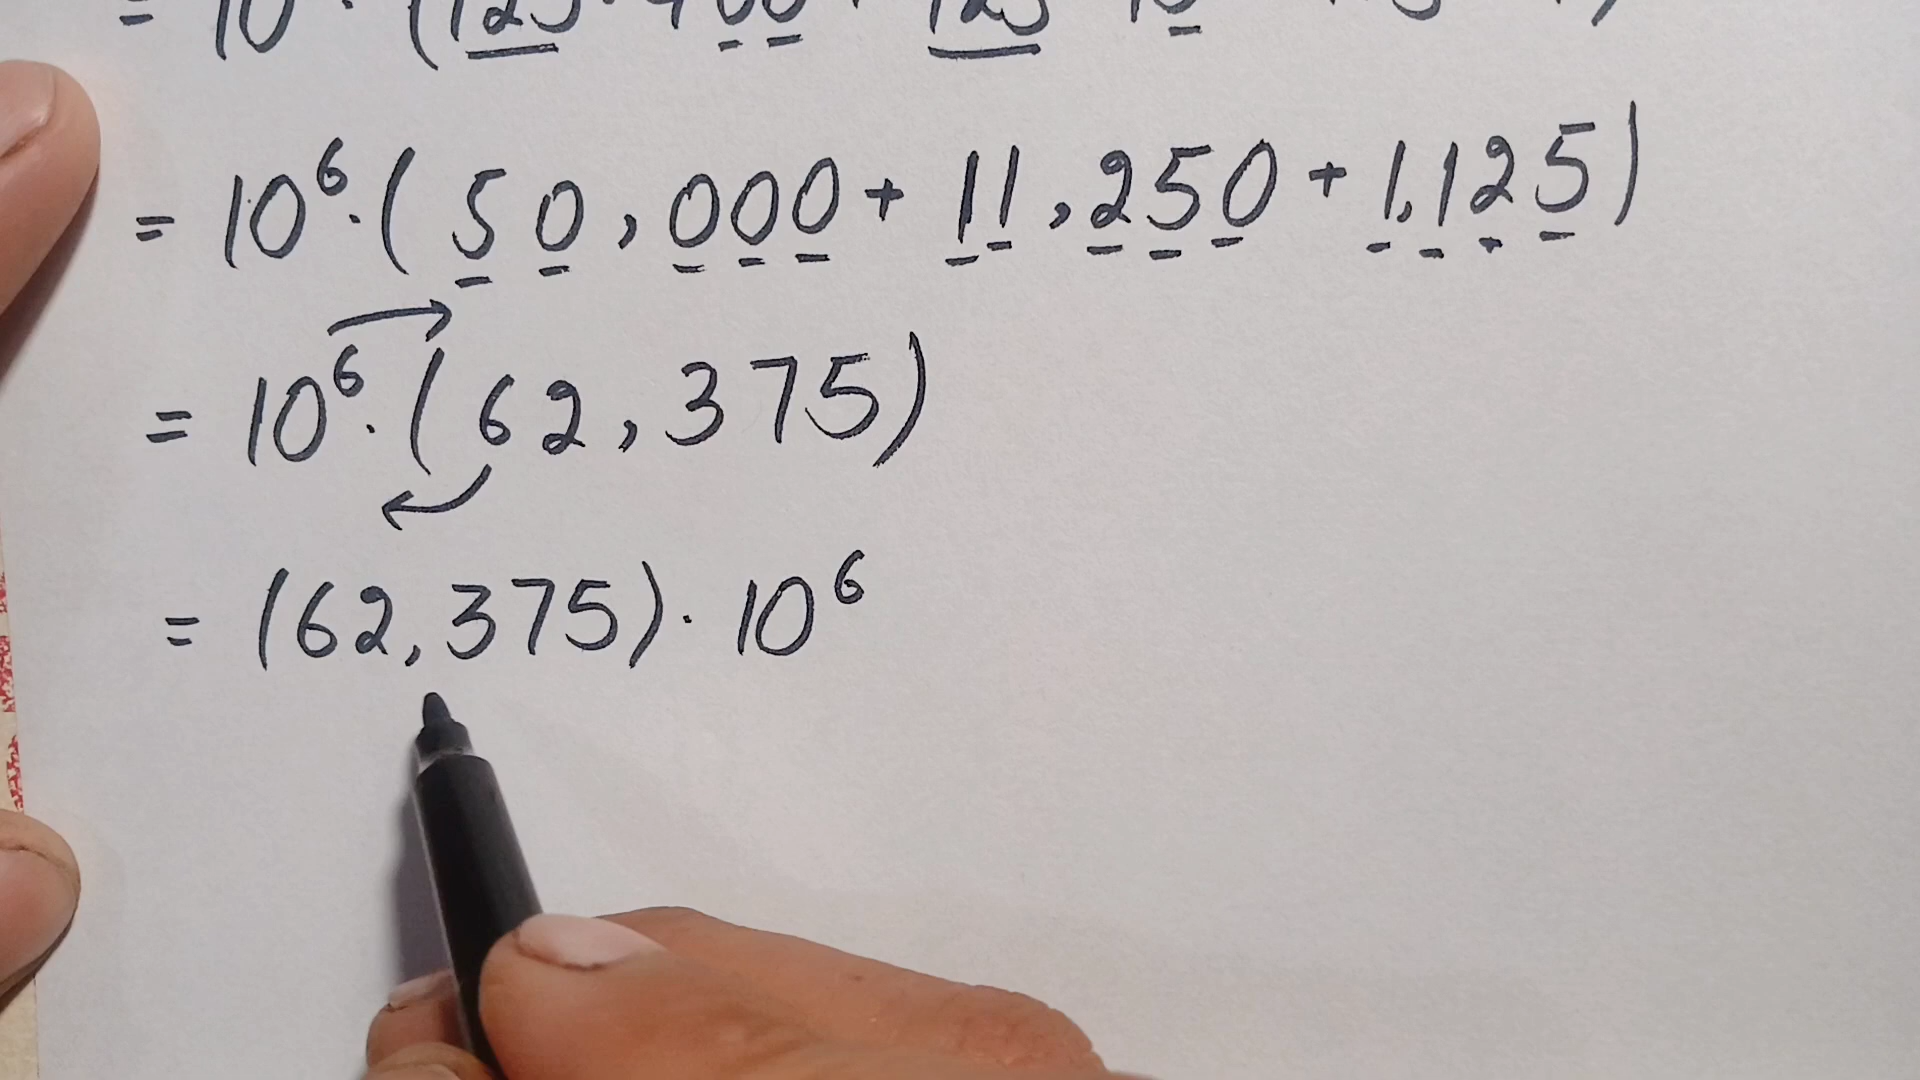 = 10⁶·(50,000 + 11,250 + 1,125)
= 10⁶·(62,375)
= (62,375)·10⁶